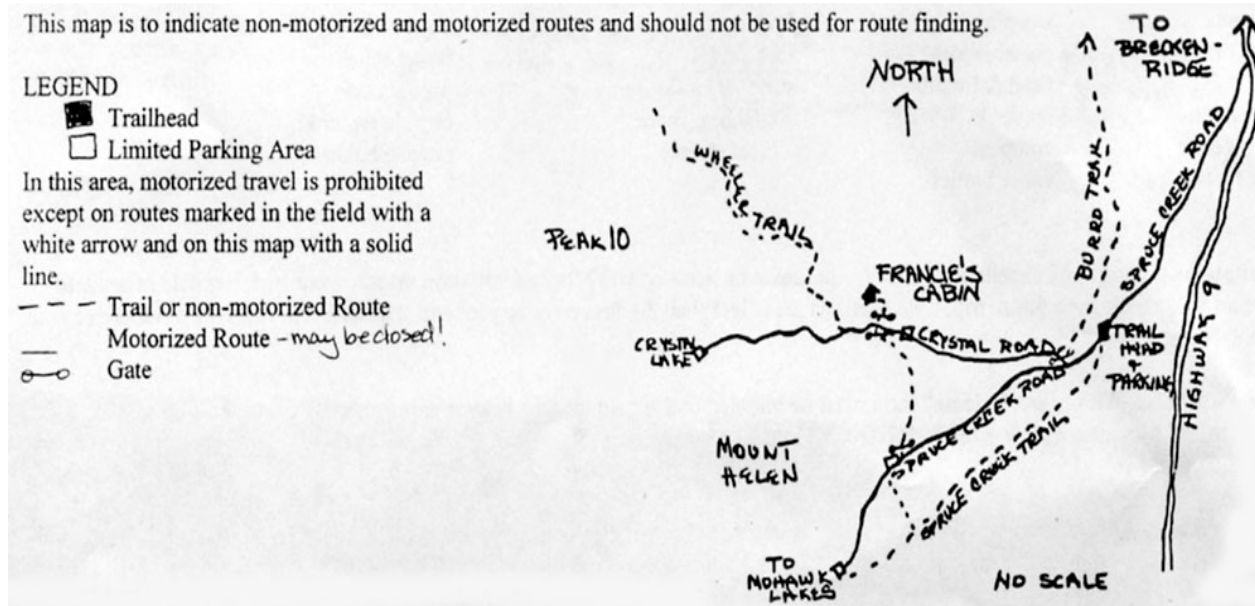 This map is to indicate non-motorized and motorized routes and should not be used for route finding.
TO
BRECKEN-
RIDGE
NORTH
LEGEND
Trailhead
Limited Parking Area
In this area, motorized travel is prohibited
except on routes marked in the field with a
white arrow and on this map with a solid
line.
Trail or non-motorized Route
Motorized Route - may be closed!
Gate
WHELLER TRAIL
PEAK 10
BURRO TRAIL
SPRUCE CREEK ROAD
HIGHWAY 9
FRANCIE'S
CABIN
CRYSTAL
LAKE
CRYSTAL ROAD
TRAIL
HEAD
+
PARKING
SPRUCE CREEK ROAD
MOUNT
HELEN
SPRUCE CREEK TRAIL
TO
MOHAWK
LAKES
NO SCALE